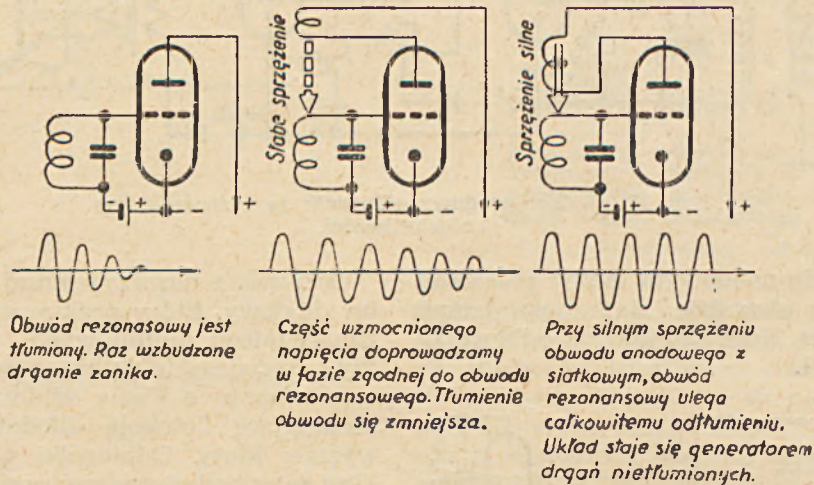 Słabe sprzężenie
Sprzężenie silne
- +
-
+
- +
-
+
- +
-
+
Obwód rezonasowy jest
tłumiony. Raz wzbudzone
drganie zanika.
Część wzmocnionego
napięcia doprowadzamy
w fazie zgodnej do obwodu
rezonansowego. Tłumienie
obwodu się zmniejsza.
Przy silnym sprzężeniu
obwodu anodowego z
siatkowym, obwód
rezonansowy ulega
całkowitemu odtłumieniu.
Układ staje się generatorem
drgań nietłumionych.